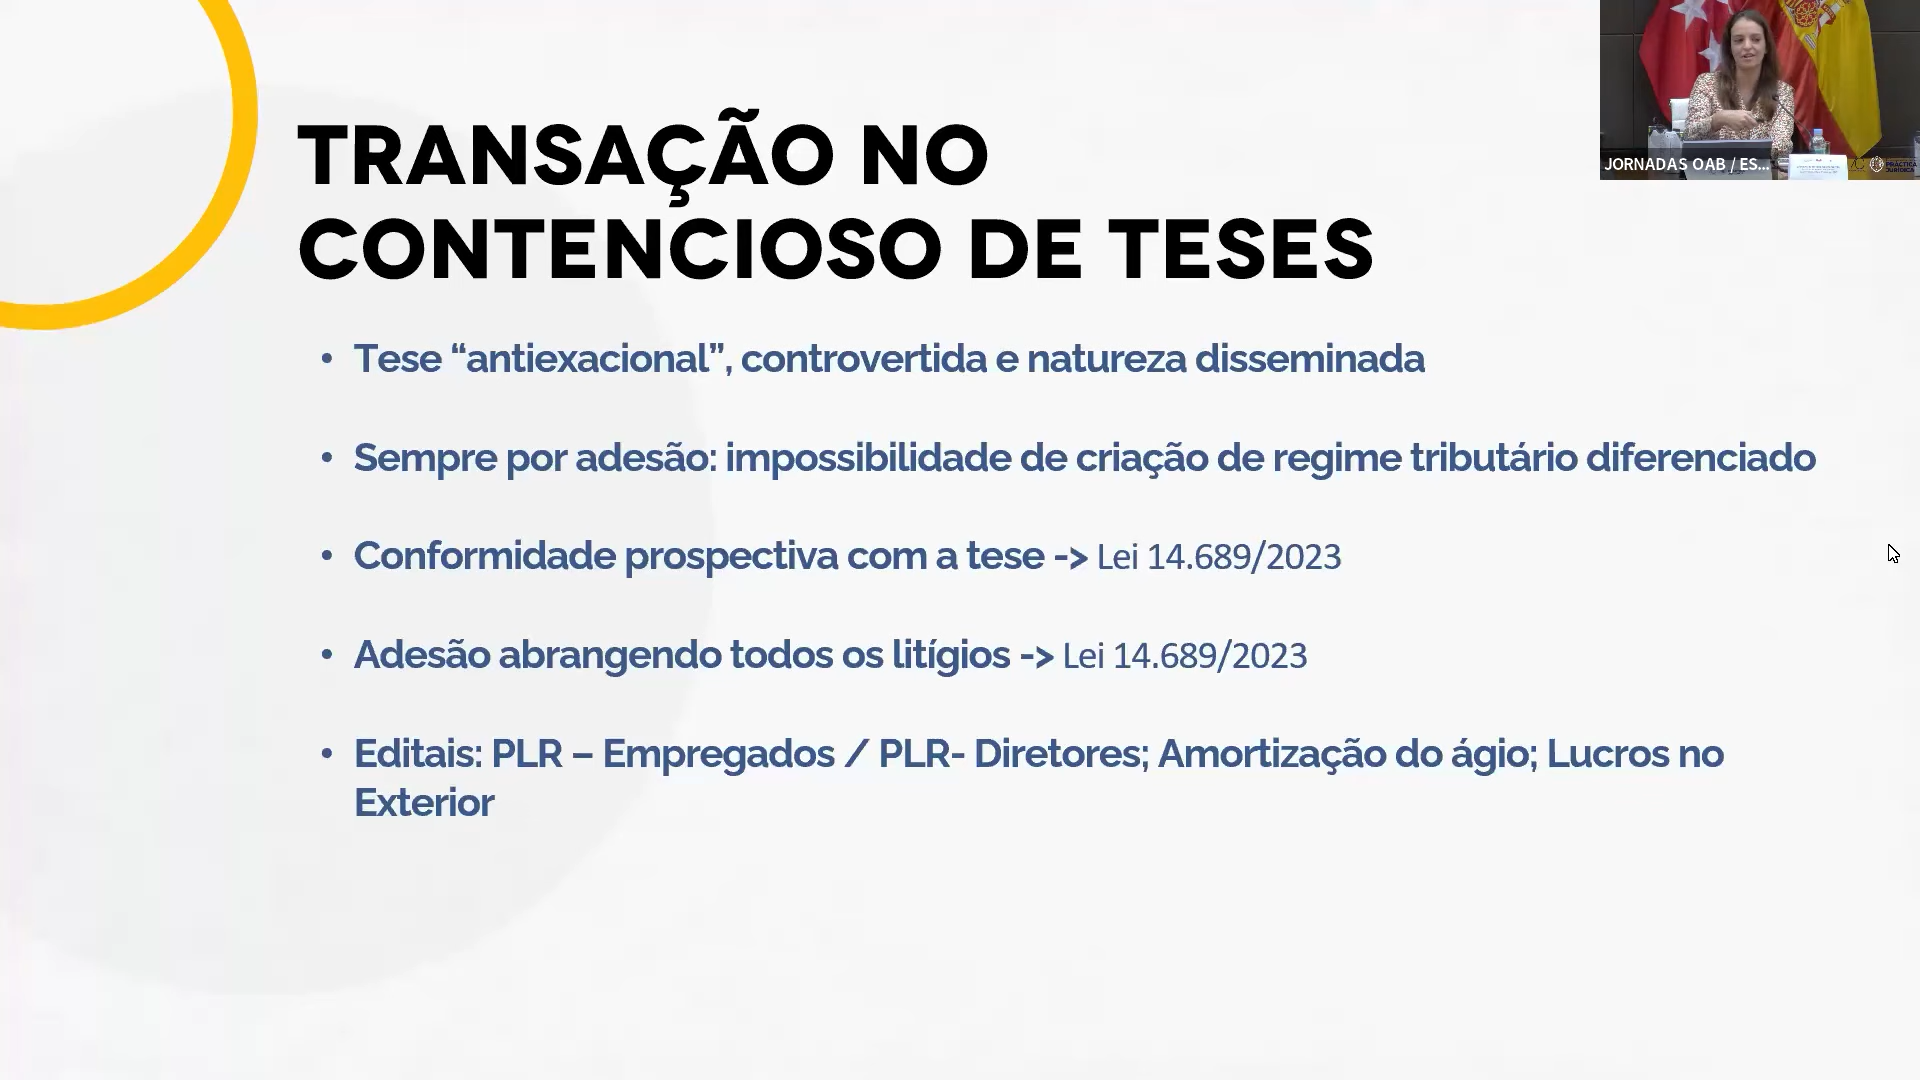 TRANSAÇÃO NO
CONTENCIOSO DE TESES
• Tese “antiexacional”, controvertida e natureza disseminada
• Sempre por adesão: impossibilidade de criação de regime tributário diferenciado
• Conformidade prospectiva com a tese -> Lei 14.689/2023
• Adesão abrangendo todos os litígios -> Lei 14.689/2023
• Editais: PLR – Empregados / PLR- Diretores; Amortização do ágio; Lucros no
Exterior
JORNADAS OAB / ES...
PRÁCTICA
JURÍDICA